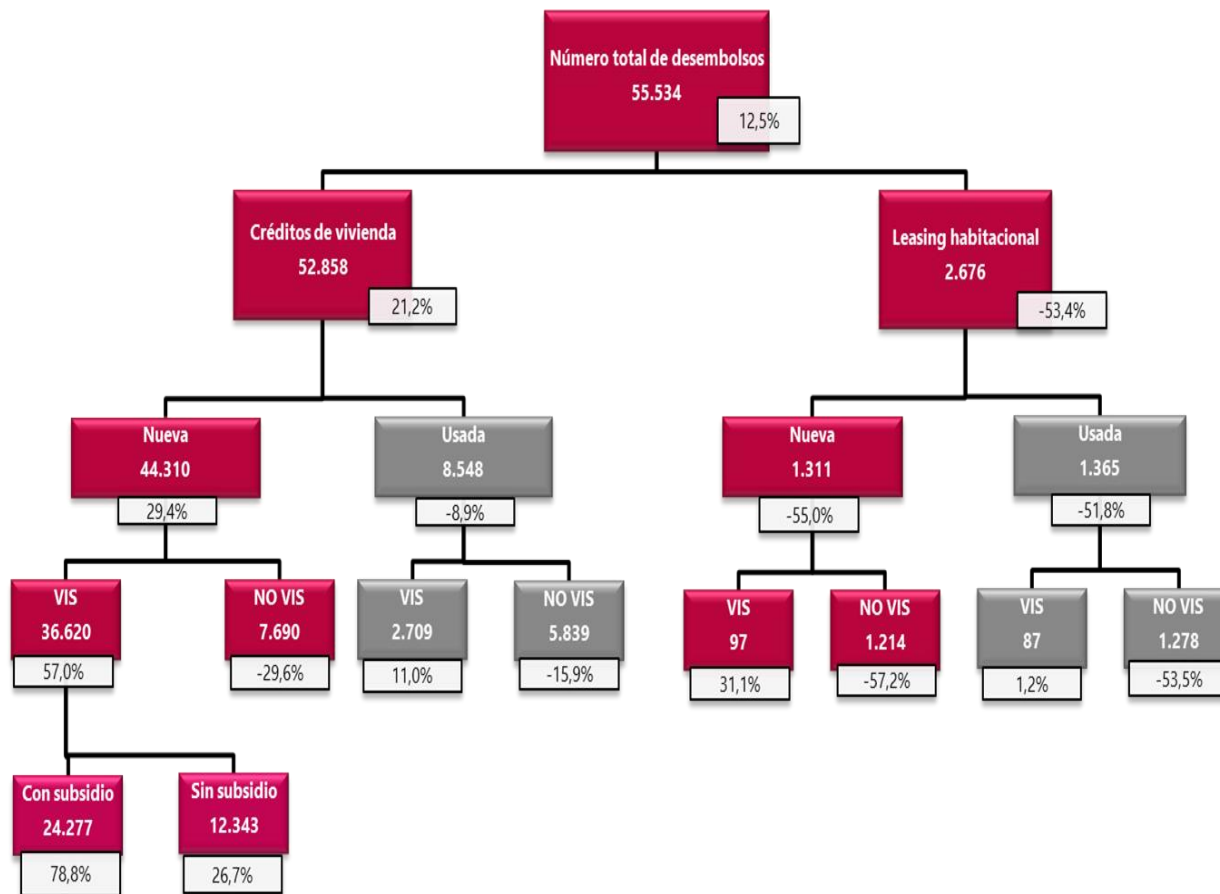 Número total de desembolsos
55.534
12,5%
Créditos de vivienda
52.858
21,2%
Leasing habitacional
2.676
-53,4%
Nueva
44.310
29,4%
Usada
8.548
-8,9%
Nueva
1.311
-55,0%
Usada
1.365
-51,8%
VIS
36.620
57,0%
NO VIS
7.690
-29,6%
VIS
2.709
11,0%
NO VIS
5.839
-15,9%
VIS
97
31,1%
NO VIS
1.214
-57,2%
VIS
87
1,2%
NO VIS
1.278
-53,5%
Con subsidio
24.277
78,8%
Sin subsidio
12.343
26,7%